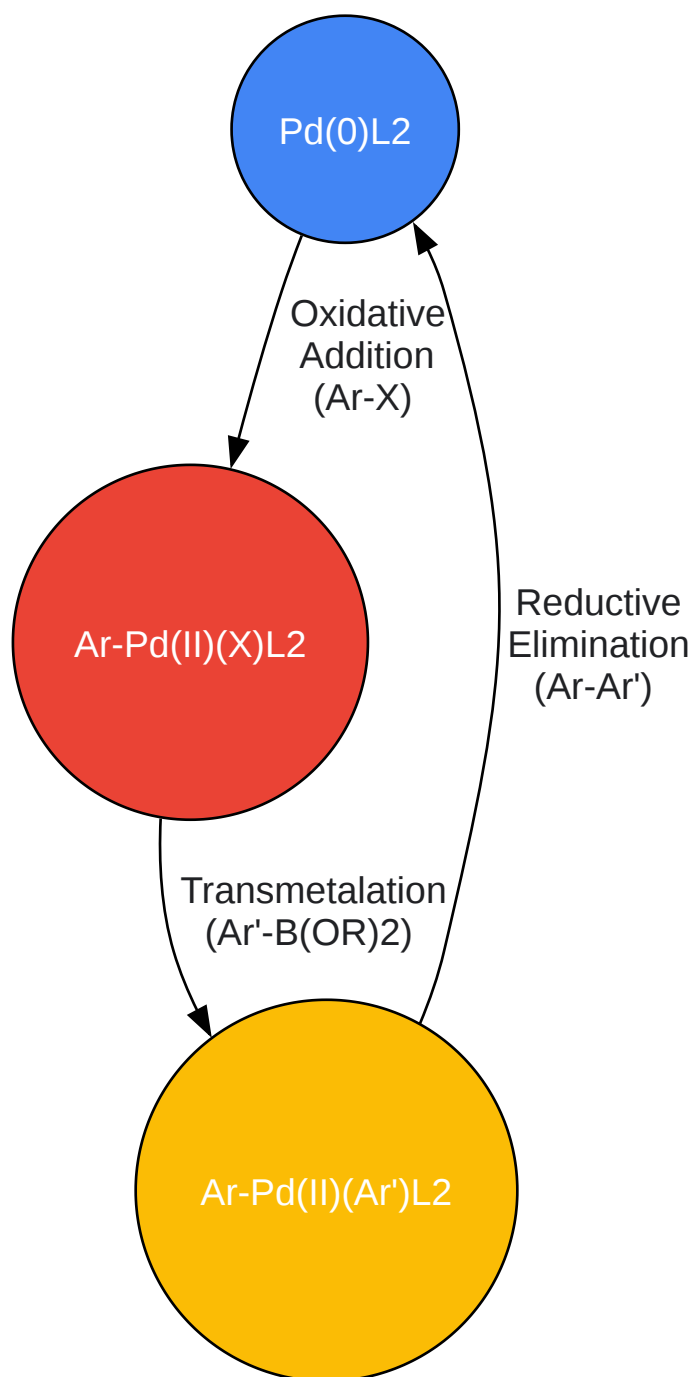 Pd(0)L2
Oxidative
Addition
(Ar-X)
Reductive
Elimination
(Ar-Ar')
Ar-Pd(II)(X)L2
Transmetalation
(Ar'-B(OR)2)
Ar-Pd(II)(Ar')L2